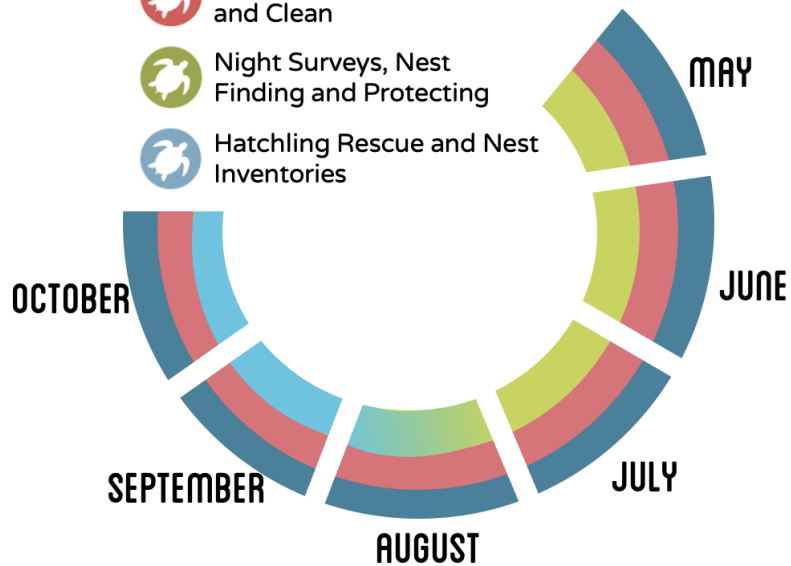 and Clean
Night Surveys, Nest
Finding and Protecting
Hatchling Rescue and Nest
Inventories
MAY
JUNE
JULY
AUGUST
SEPTEMBER
OCTOBER